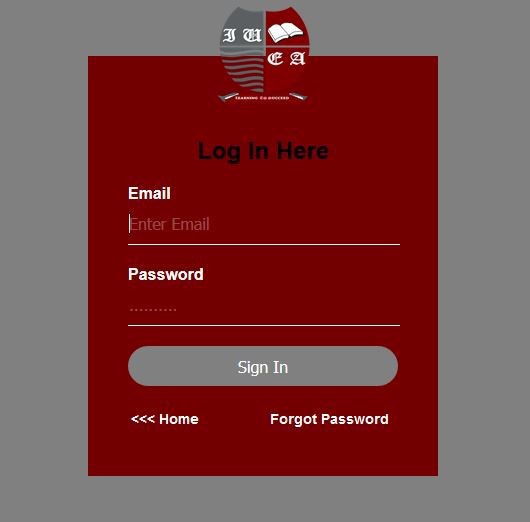 I U
E A
LEARNING TO SUCCEED
Log In Here
Email
Enter Email
Password
..........
Sign In
<<< Home Forgot Password